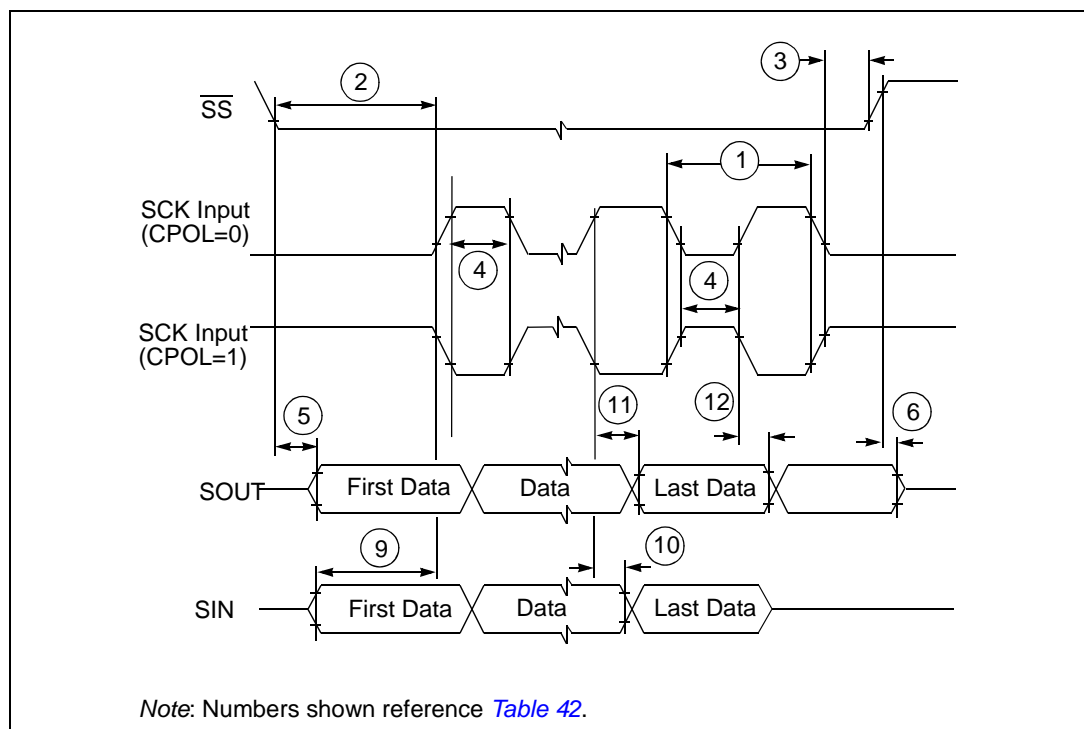 3
2
SS
1
SCK Input
(CPOL=0)
4
4
SCK Input
(CPOL=1)
5
11
12
6
SOUT
First Data
Data
Last Data
9
10
SIN
First Data
Data
Last Data
Note: Numbers shown reference Table 42.